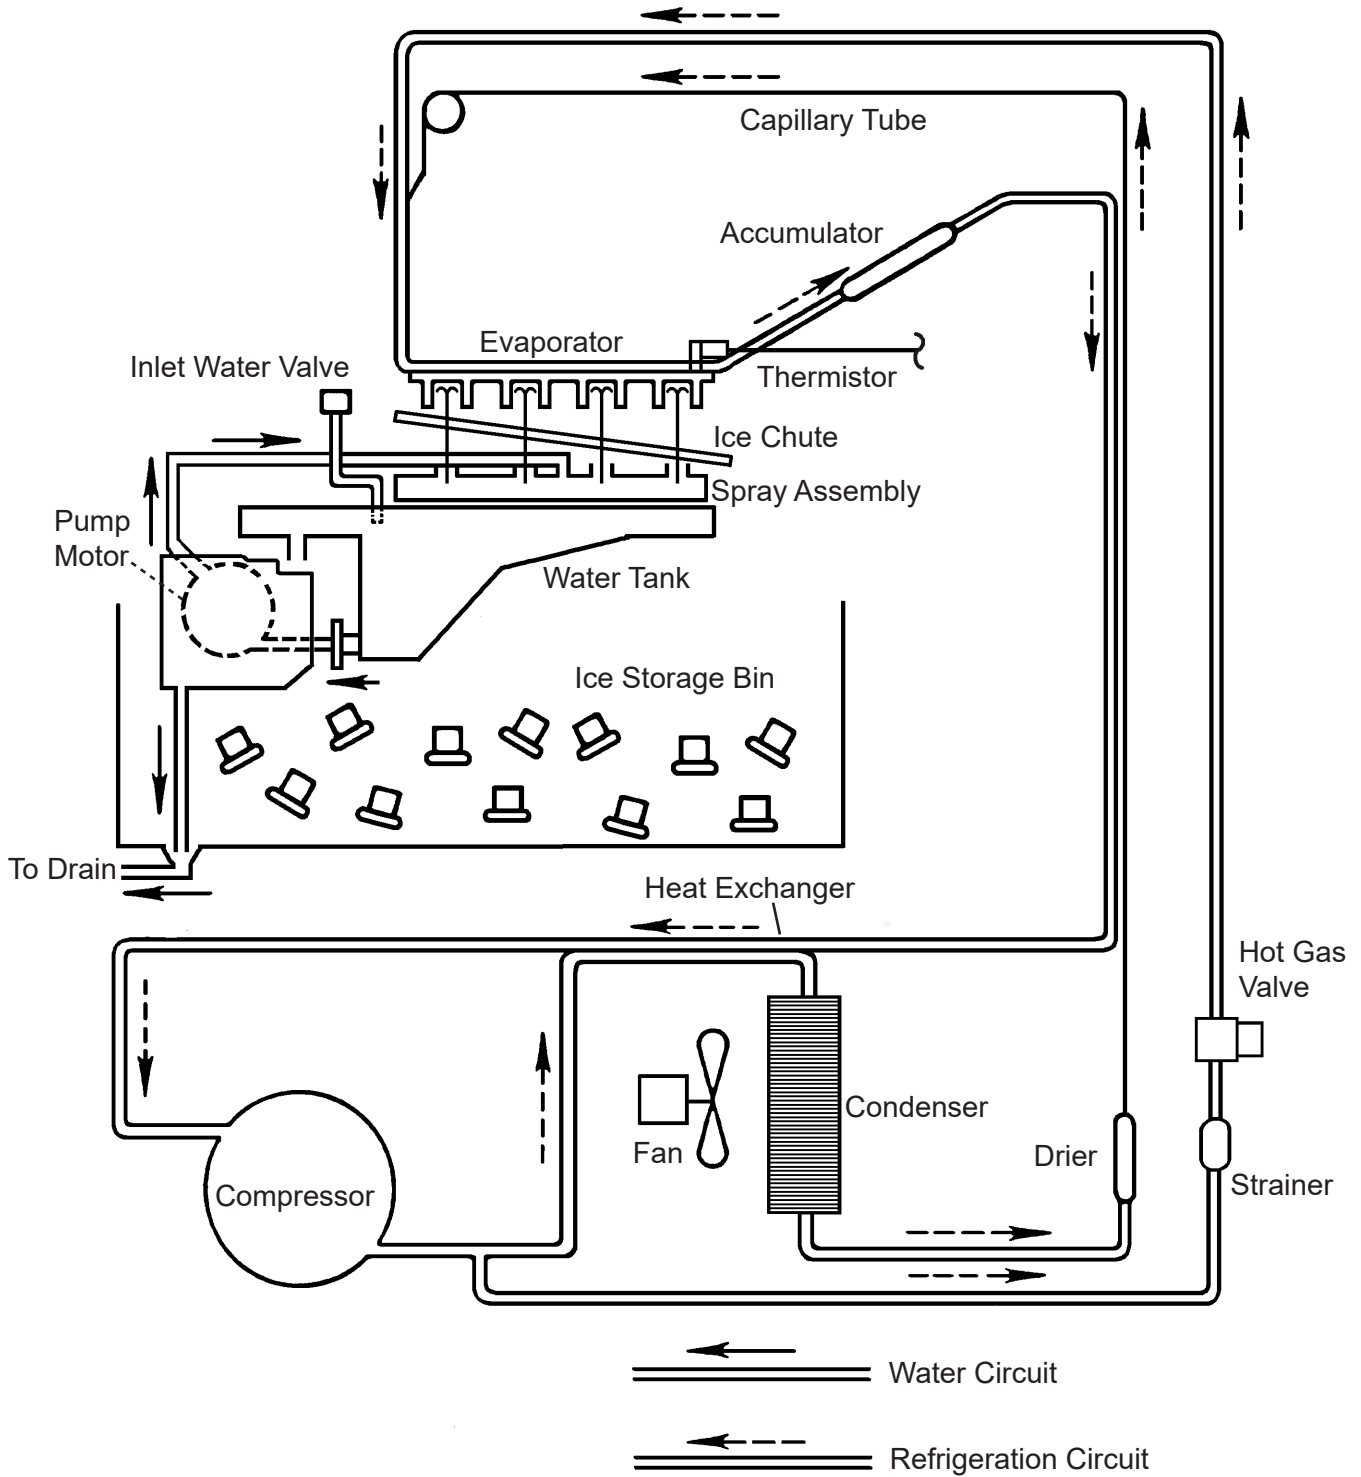 Capillary Tube
Accumulator
Evaporator
Inlet Water Valve
Thermistor
Ice Chute
Spray Assembly
Pump
Motor
Water Tank
Ice Storage Bin
To Drain
Heat Exchanger
Hot Gas
Valve
Condenser
Fan
Drier
Strainer
Compressor
Water Circuit
Refrigeration Circuit